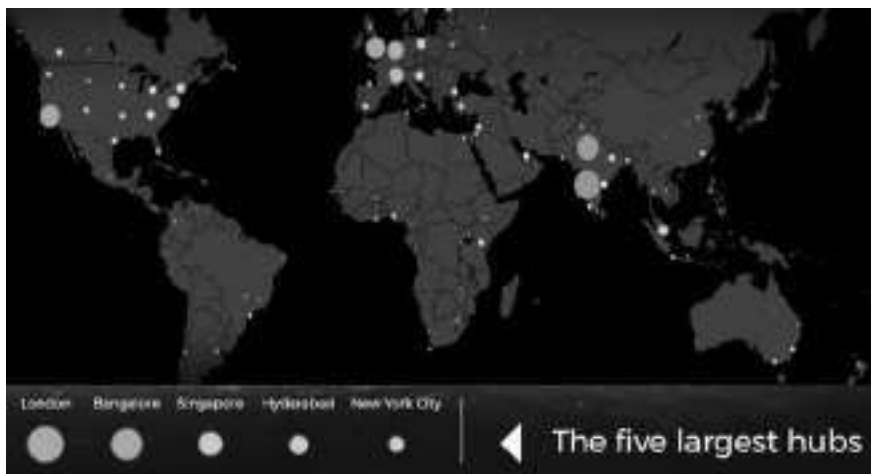 London Bangalore Singapore Hyderabad New York City
The five largest hubs